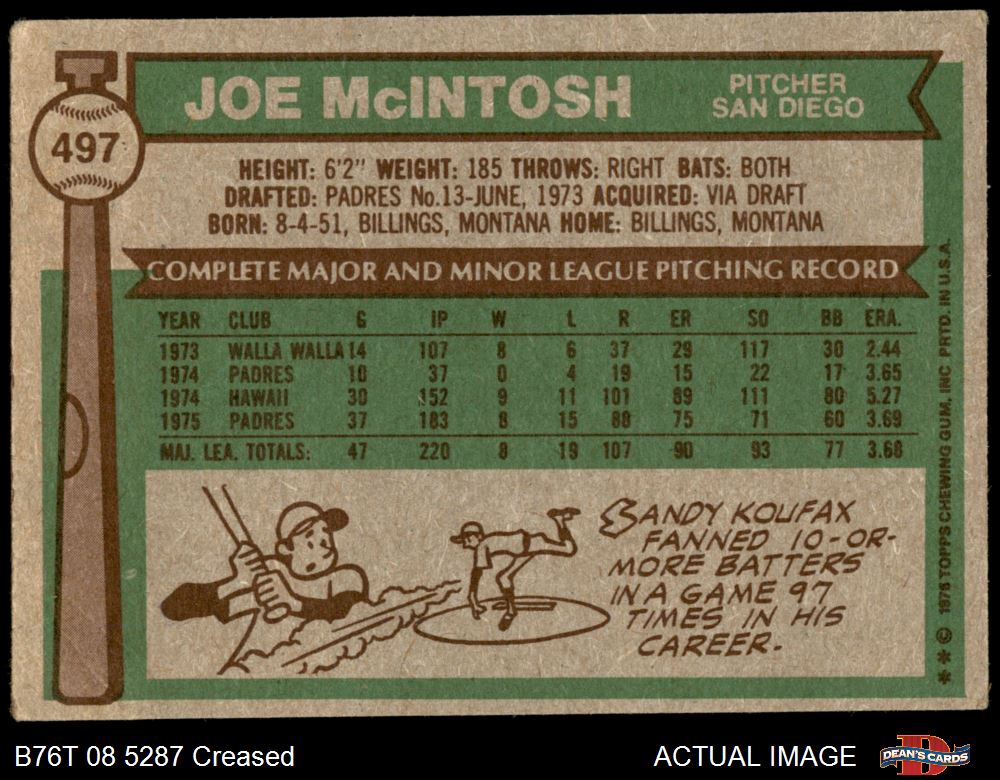 497
JOE McINTOSH
PITCHER
SAN DIEGO
HEIGHT: 6'2" WEIGHT: 185 THROWS: RIGHT BATS: BOTH
DRAFTED: PADRES No.13-JUNE, 1973 ACQUIRED: VIA DRAFT
BORN: 8-4-51, BILLINGS, MONTANA HOME: BILLINGS, MONTANA
COMPLETE MAJOR AND MINOR LEAGUE PITCHING RECORD
YEAR CLUB G IP W L R ER SO BB ERA.
1973 WALLA WALLA 14 107 8 6 37 29 117 30 2.44
1974 PADRES 10 37 0 4 19 15 22 17 3.65
1974 HAWAII 30 152 9 11 101 89 111 80 5.27
1975 PADRES 37 183 8 15 88 75 71 60 3.69
MAJ. LEA. TOTALS: 47 220 8 19 107 90 93 77 3.68
SANDY KOUFAX
FANNED 10-OR-
MORE BATTERS
IN A GAME 97
TIMES IN HIS
CAREER.
* * © 1976 TOPPS CHEWING GUM, INC PRTD. IN U.S.A.
B76T 08 5287 Creased
ACTUAL IMAGE
DEAN'S CARDS